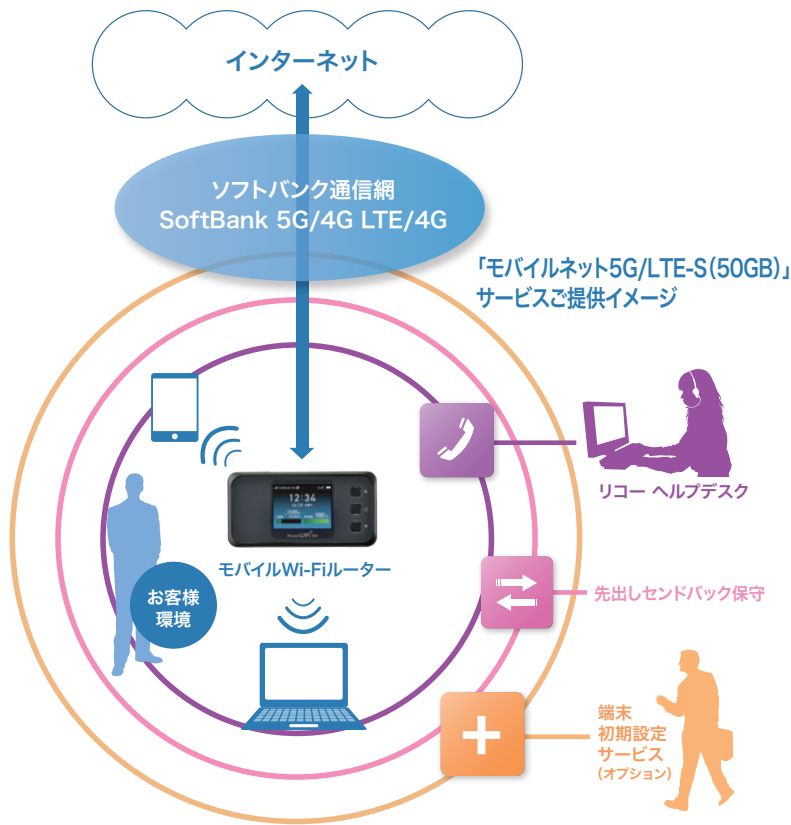 インターネット
ソフトバンク通信網
SoftBank 5G/4G LTE/4G
「モバイルネット5G/LTE-S(50GB)」
サービスご提供イメージ
リコー ヘルプデスク
12:34
モバイルWi-Fiルーター
お客様
環境
先出しセンドバック保守
端末
初期設定
サービス
(オプション)